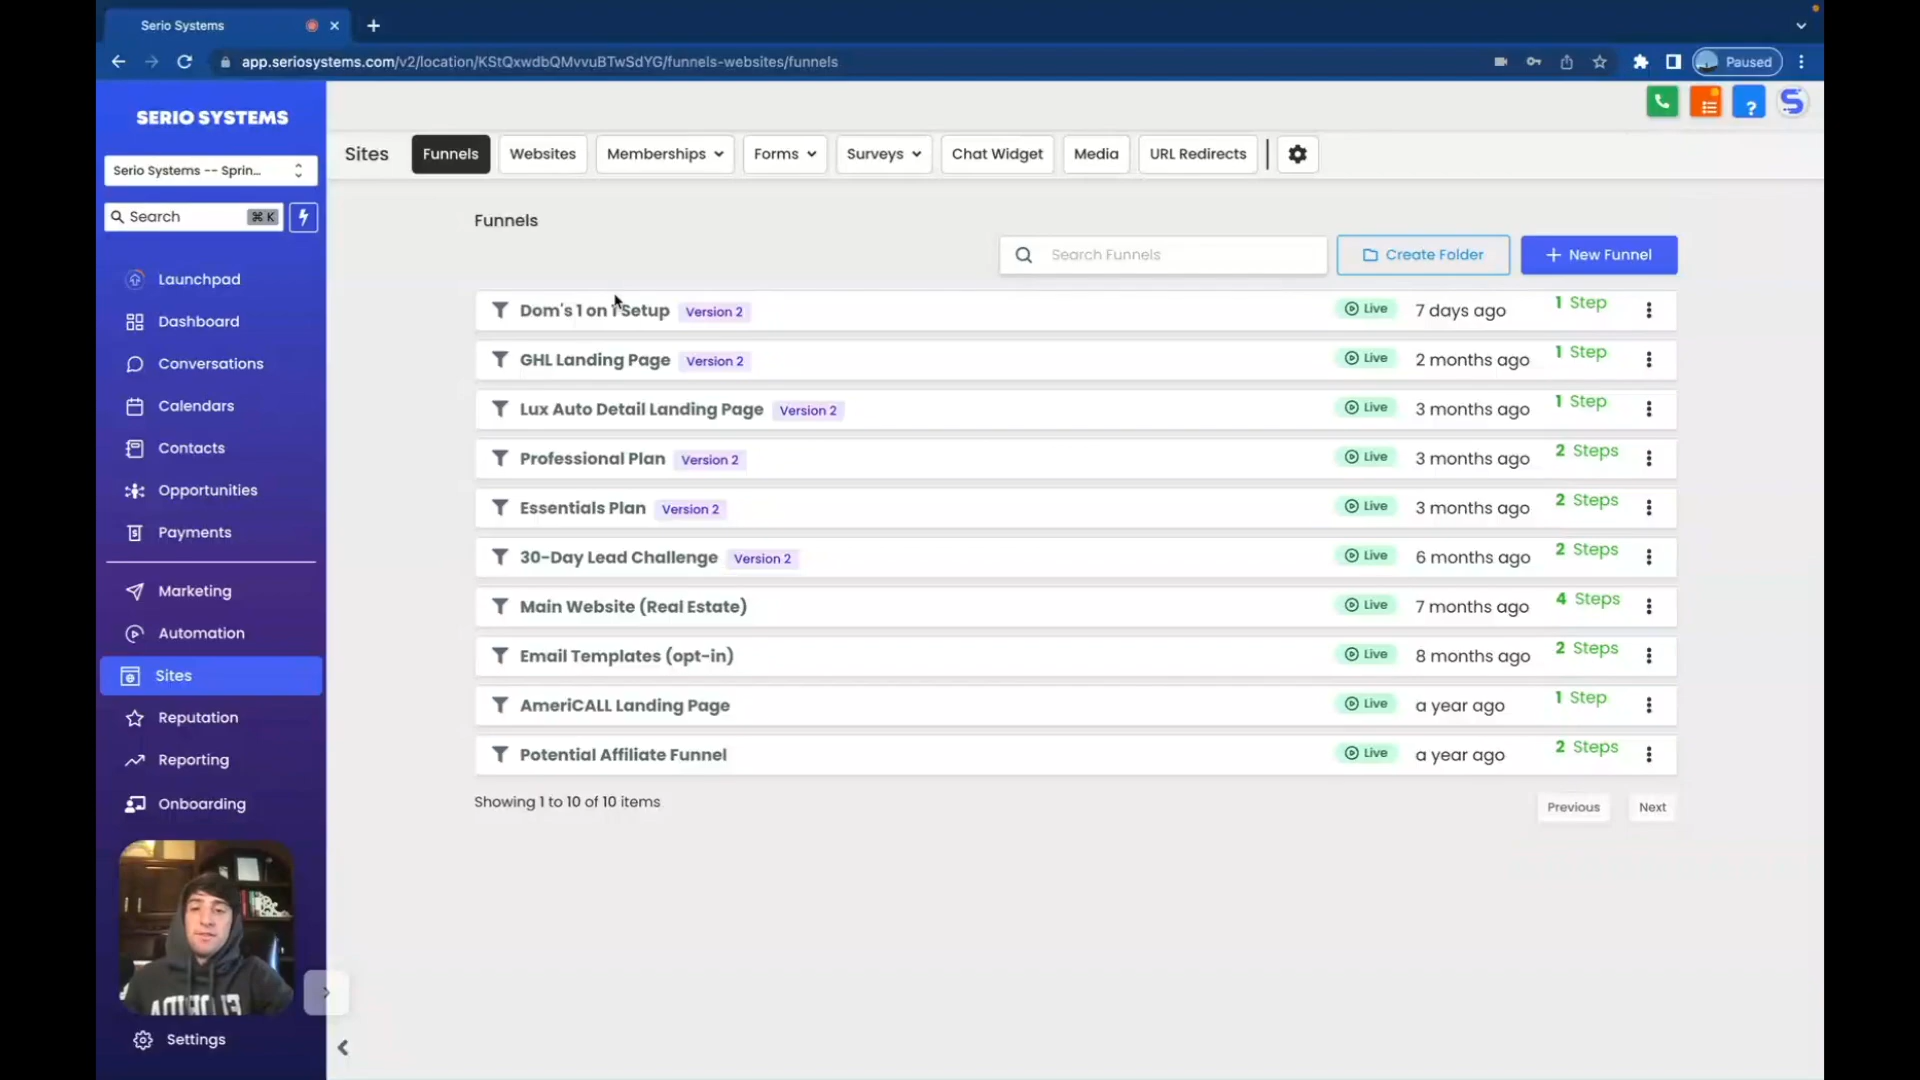 Serio Systems
app.seriosystems.com/v2/location/KStQxwdbQMvvuBTwSdYG/funnels-websites/funnels
Paused
SERIO SYSTEMS
Serio Systems -- Sprin...
Search ⌘ K
Launchpad
Dashboard
Conversations
Calendars
Contacts
Opportunities
Payments
Marketing
Automation
Sites
Reputation
Reporting
Onboarding
Settings
Sites Funnels Websites Memberships Forms Surveys Chat Widget Media URL Redirects
Funnels
Search Funnels Create Folder + New Funnel
Dom's 1 on 1 Setup Version 2 Live 7 days ago 1 Step
GHL Landing Page Version 2 Live 2 months ago 1 Step
Lux Auto Detail Landing Page Version 2 Live 3 months ago 1 Step
Professional Plan Version 2 Live 3 months ago 2 Steps
Essentials Plan Version 2 Live 3 months ago 2 Steps
30-Day Lead Challenge Version 2 Live 6 months ago 2 Steps
Main Website (Real Estate) Live 7 months ago 4 Steps
Email Templates (opt-in) Live 8 months ago 2 Steps
AmeriCALL Landing Page Live a year ago 1 Step
Potential Affiliate Funnel Live a year ago 2 Steps
Showing 1 to 10 of 10 items
Previous Next